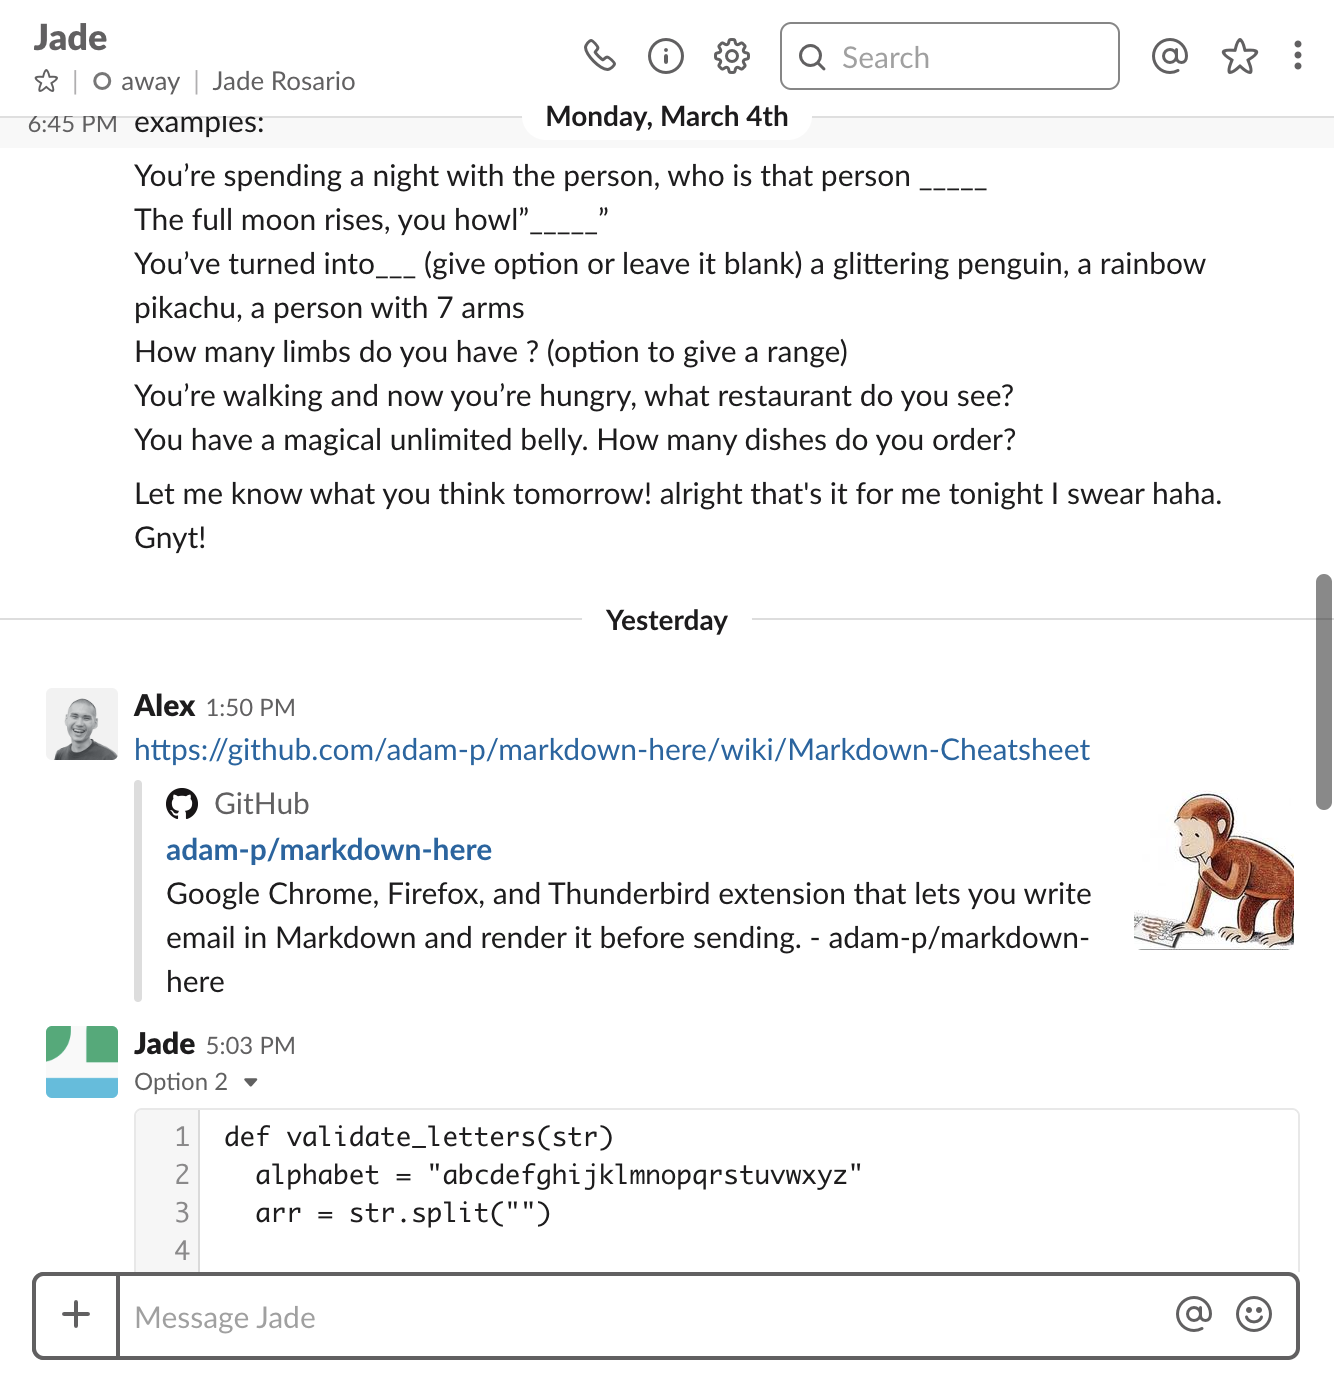 Jade
away | Jade Rosario
Search
Monday, March 4th
6:45 PM examples:
You’re spending a night with the person, who is that person _____
The full moon rises, you howl”_____”
You’ve turned into___ (give option or leave it blank) a glittering penguin, a rainbow
pikachu, a person with 7 arms
How many limbs do you have ? (option to give a range)
You’re walking and now you’re hungry, what restaurant do you see?
You have a magical unlimited belly. How many dishes do you order?
Let me know what you think tomorrow! alright that's it for me tonight I swear haha.
Gnyt!
Yesterday
Alex 1:50 PM
https://github.com/adam-p/markdown-here/wiki/Markdown-Cheatsheet
GitHub
adam-p/markdown-here
Google Chrome, Firefox, and Thunderbird extension that lets you write
email in Markdown and render it before sending. - adam-p/markdown-
here
Jade 5:03 PM
Option 2
1 def validate_letters(str)
2 alphabet = "abcdefghijklmnopqrstuvwxyz"
3 arr = str.split("")
4
Message Jade